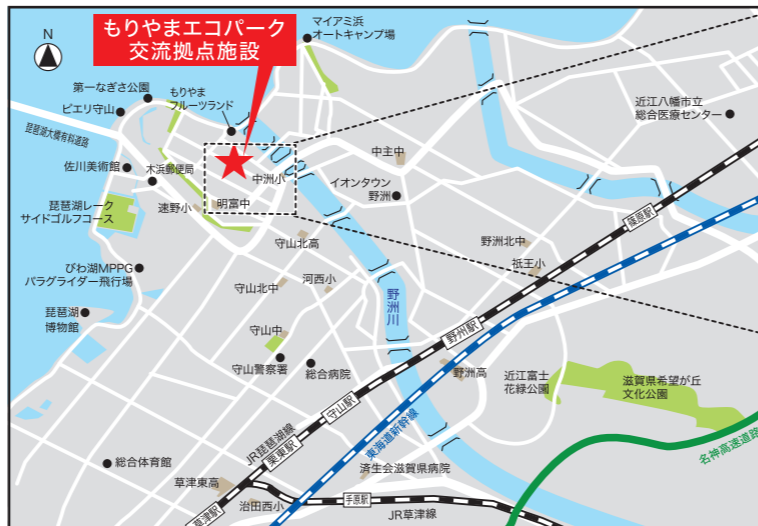 もりやまエコパーク
交流拠点施設
N
マイアミ浜
オートキャンプ場
第一なぎさ公園
ピエリ守山
もりやま
フルーツランド
近江八幡市立
総合医療センター
琵琶湖大橋有料道路
佐川美術館
木浜郵便局
中洲小
中主中
イオンタウン
野洲
琵琶湖レーク
サイドゴルフコース
速野小
明富中
守山北高
野洲北中
祇王小
篠原駅
びわ湖MPPG
パラグライダー飛行場
守山北中
河西小
野洲川
琵琶湖
博物館
守山中
野州駅
守山警察署
総合病院
野洲高
近江富士
花緑公園
滋賀県希望が丘
文化公園
守山駅
東海道新幹線
JR琵琶湖線
栗東駅
名神高速道路
総合体育館
済生会滋賀県病院
草津東高
手原駅
草津駅
治田西小
JR草津線